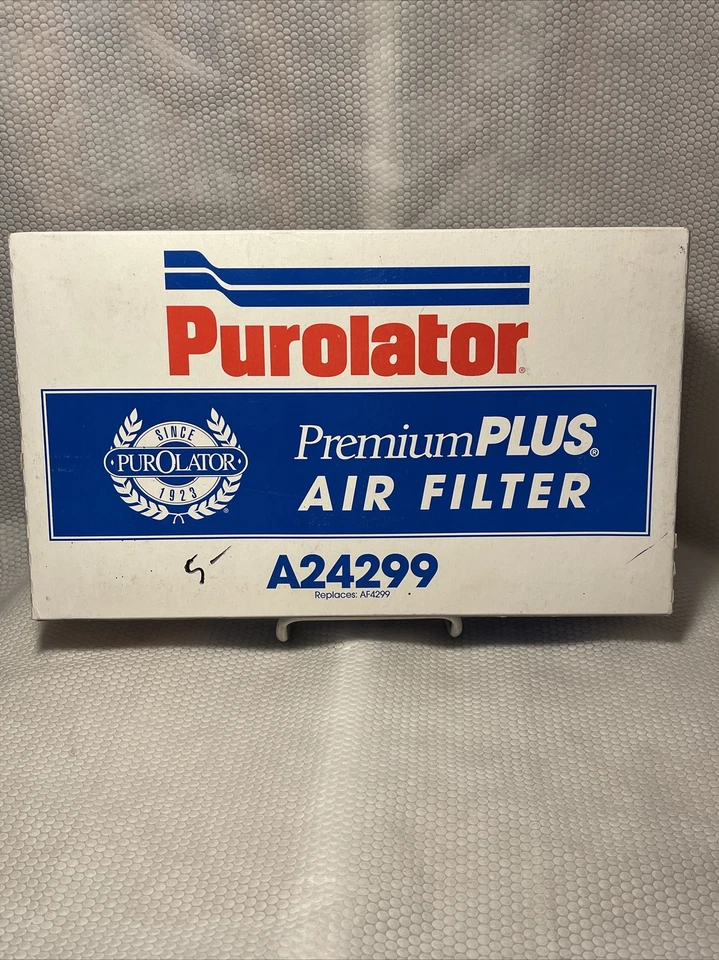 Purolator®
SINCE
PUROLATOR
1923
®
PremiumPLUS®
AIR FILTER
5-
A24299
Replaces: AF4299